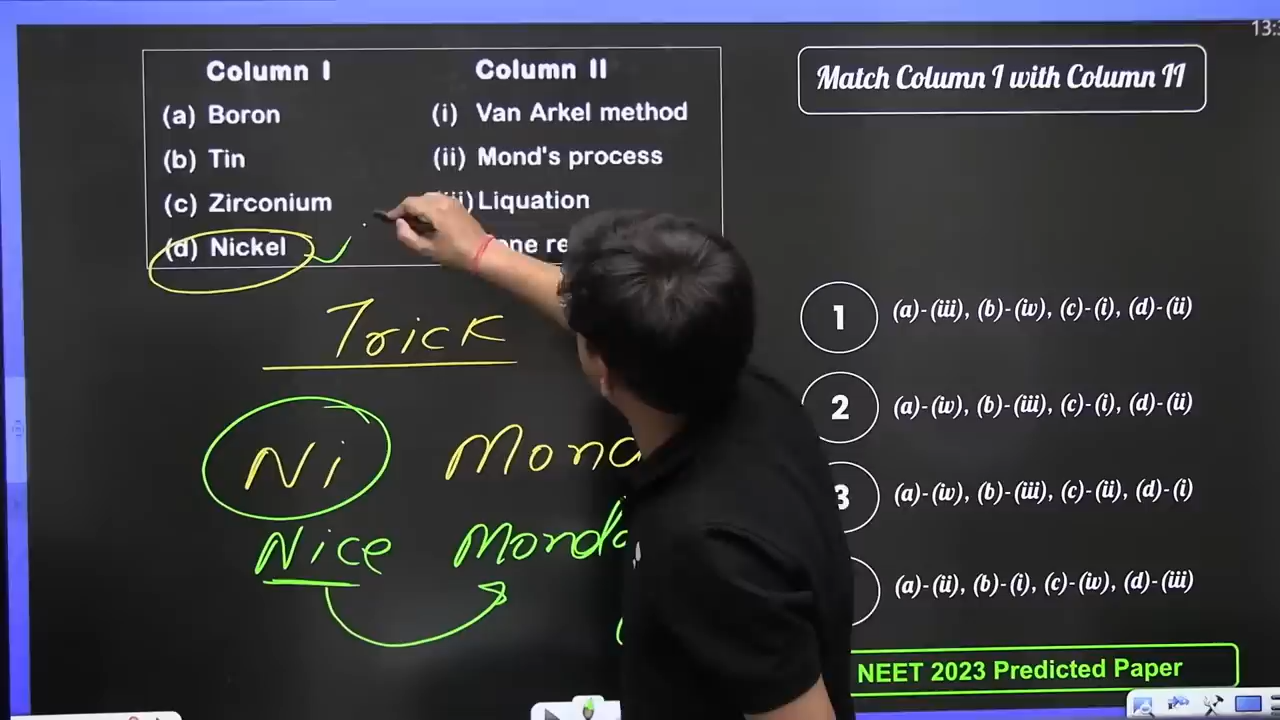 13:3
Column I Column II
(a) Boron (i) Van Arkel method
(b) Tin (ii) Mond's process
(c) Zirconium Liquation
(d) Nickel
Trick
Ni
Nice
Match Column I with Column II
1 (a)-(iii), (b)-(iv), (c)-(i), (d)-(ii)
2 (a)-(iv), (b)-(iii), (c)-(i), (d)-(ii)
3 (a)-(iv), (b)-(iii), (c)-(ii), (d)-(i)
(a)-(ii), (b)-(i), (c)-(iv), (d)-(iii)
NEET 2023 Predicted Paper